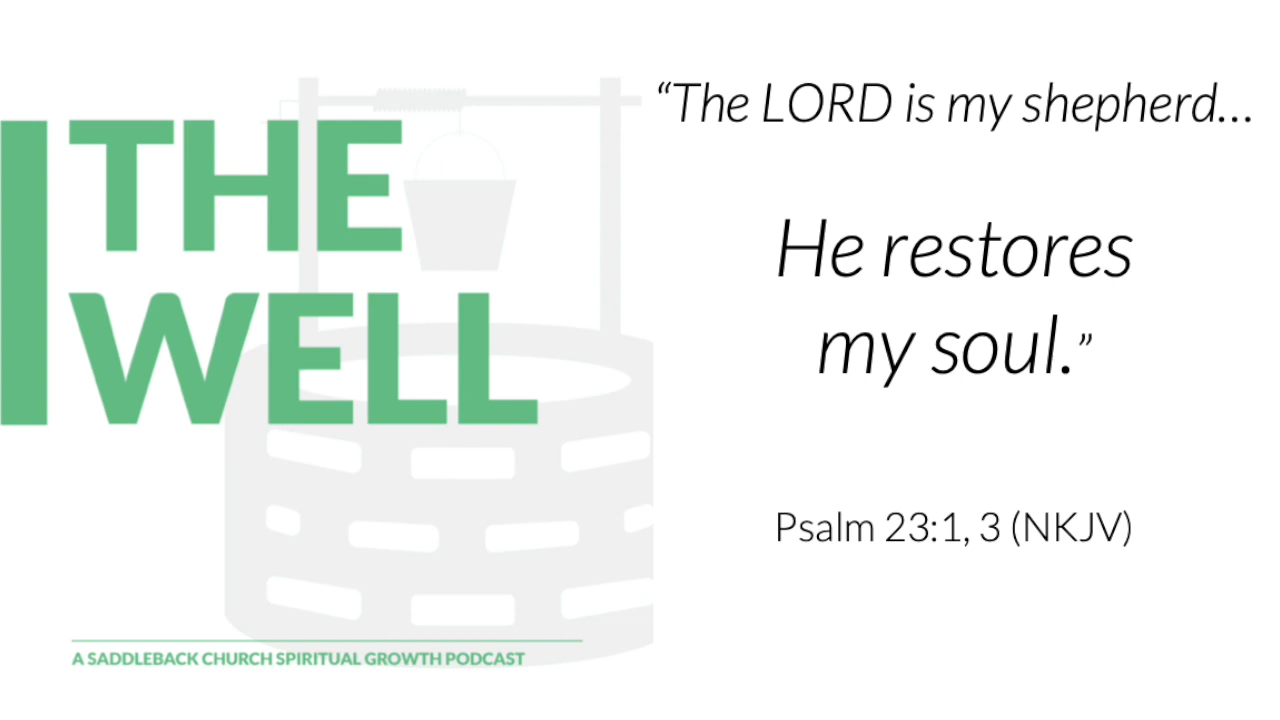 THE
WELL
A SADDLEBACK CHURCH SPIRITUAL GROWTH PODCAST
“The LORD is my shepherd...
He restores
my soul.”
Psalm 23:1, 3 (NKJV)